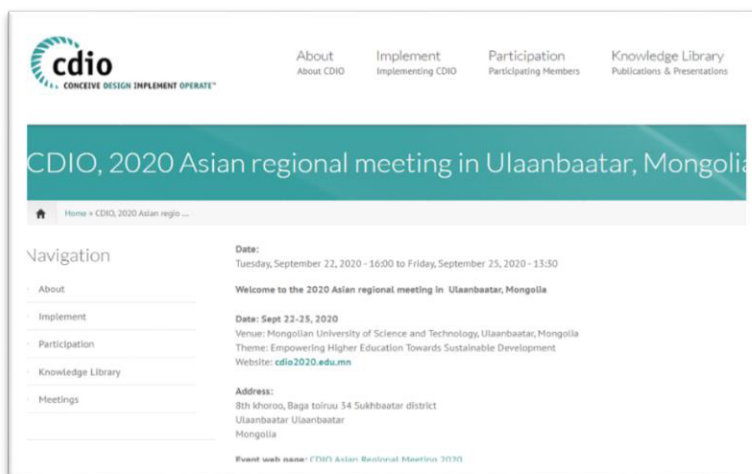 cdio
CONCEIVE DESIGN IMPLEMENT OPERATE™
About
About CDIO
Implement
Implementing CDIO
Participation
Participating Members
Knowledge Library
Publications & Presentations
CDIO, 2020 Asian regional meeting in Ulaanbaatar, Mongolia
Home » CDIO, 2020 Asian regio ...
Navigation
About
Implement
Participation
Knowledge Library
Meetings
Date:
Tuesday, September 22, 2020 - 16:00 to Friday, September 25, 2020 - 13:30
Welcome to the 2020 Asian regional meeting in Ulaanbaatar, Mongolia
Date: Sept 22-25, 2020
Venue: Mongolian University of Science and Technology, Ulaanbaatar, Mongolia
Theme: Empowering Higher Education Towards Sustainable Development
Website: cdio2020.edu.mn
Address:
8th khoroo, Baga toiruu 34 Sukhbaatar district
Ulaanbaatar Ulaanbaatar
Mongolia
Event web page: CDIO Asian Regional Meeting 2020